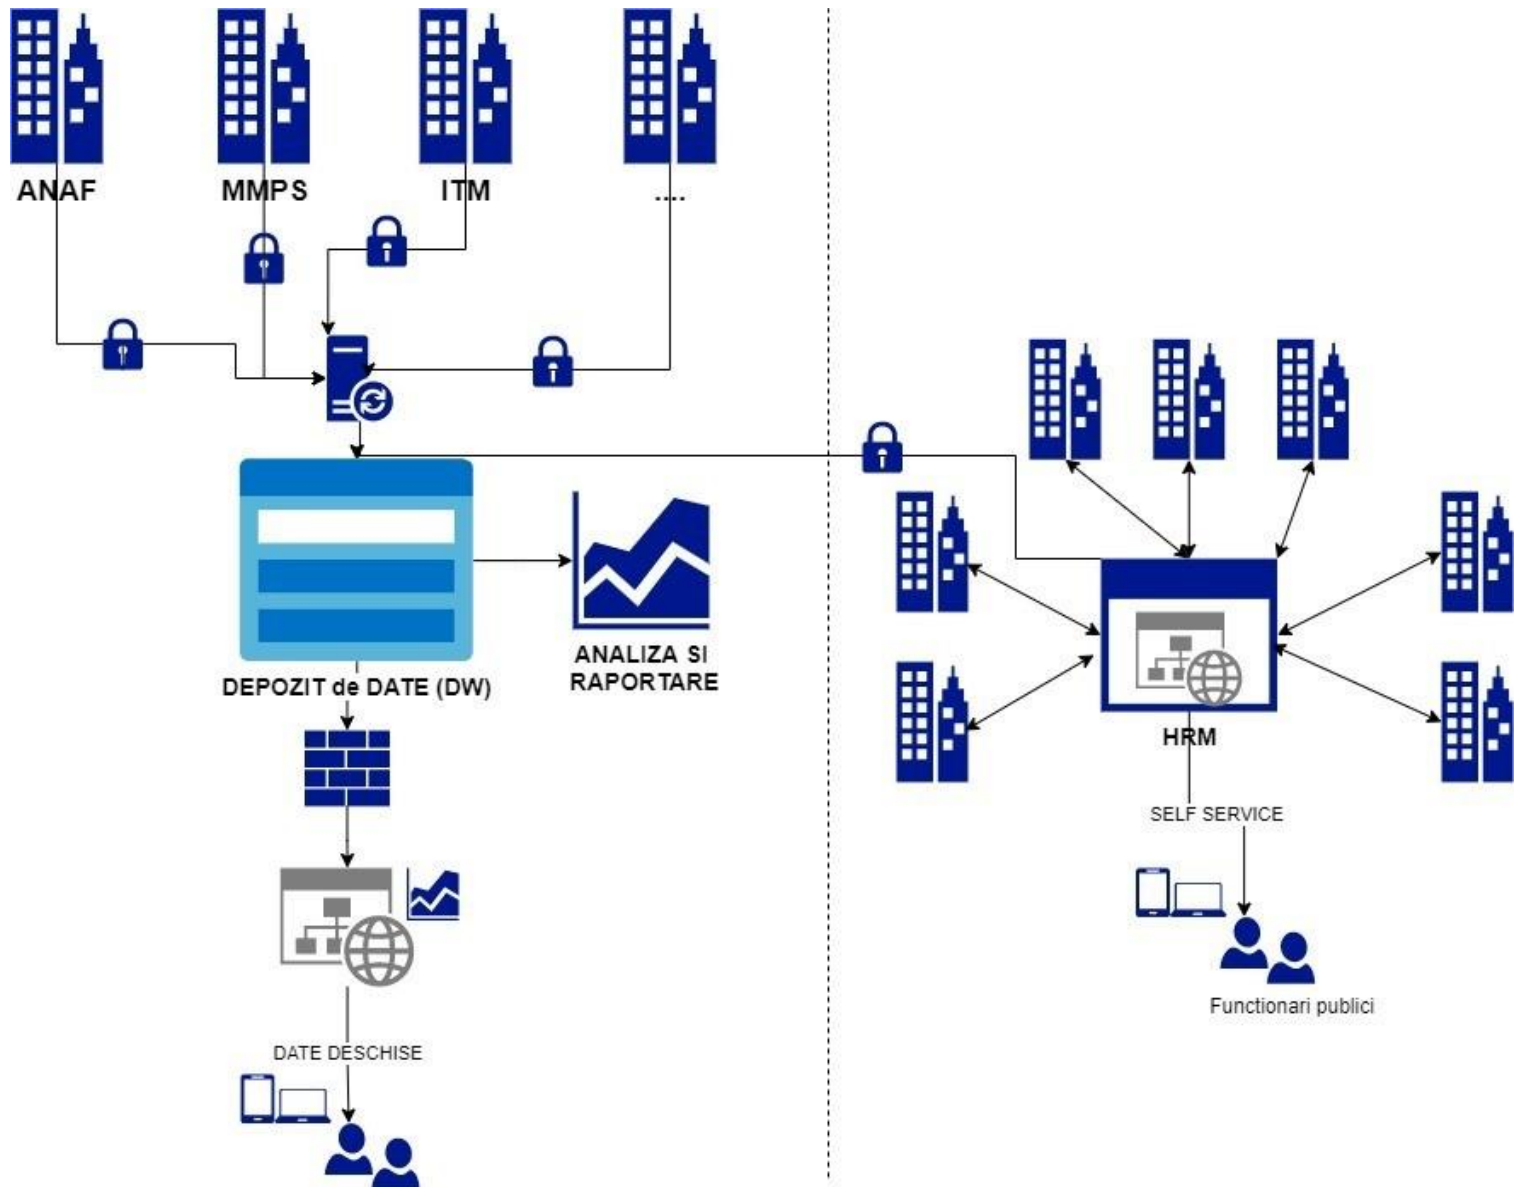 ANAF
MMPS
ITM
....
DEPOZIT de DATE (DW)
ANALIZA SI
RAPORTARE
DATE DESCHISE
HRM
SELF SERVICE
Functionari publici